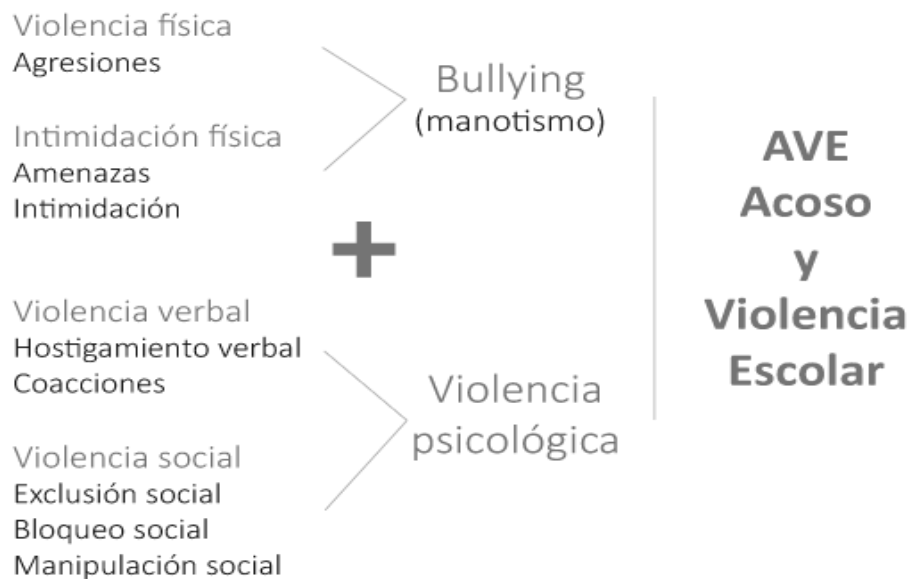 Violencia física
Agresiones
Intimidación física
Amenazas
Intimidación
Violencia verbal
Hostigamiento verbal
Coacciones
Violencia social
Exclusión social
Bloqueo social
Manipulación social
Bullying
(manotismo)
+
Violencia
psicológica
AVE
Acoso
y
Violencia
Escolar